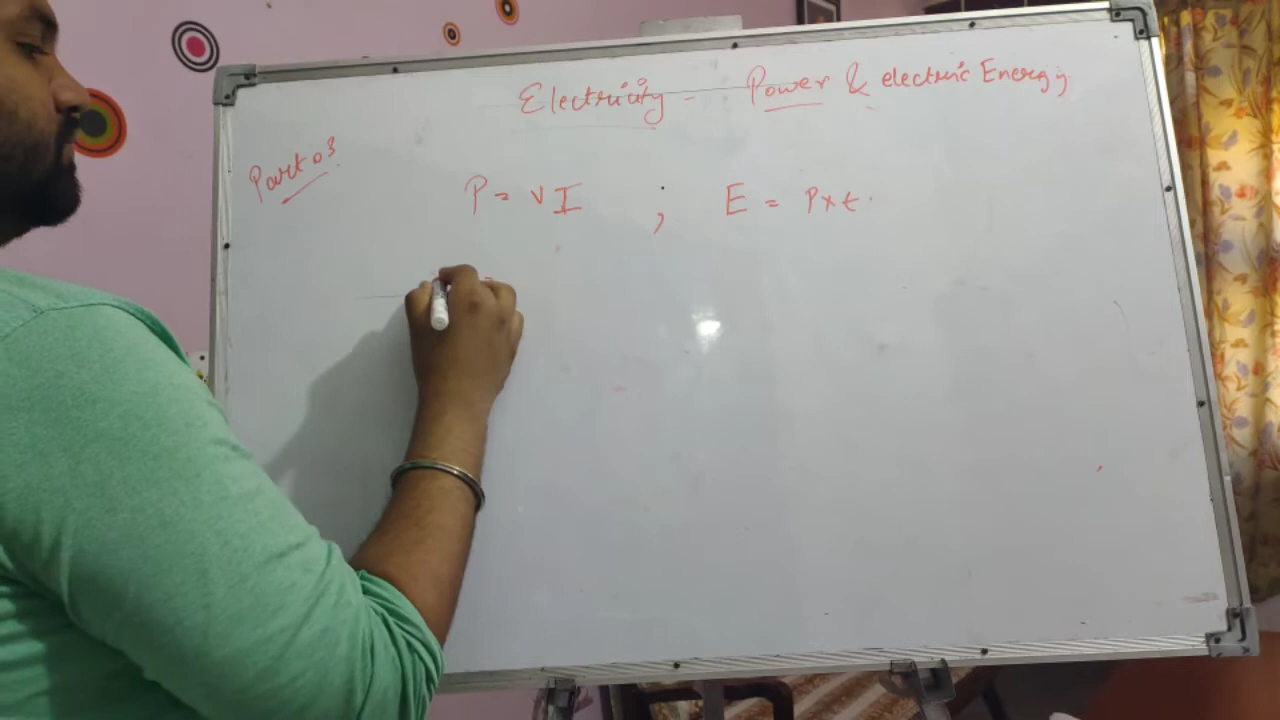 Electricity - Power & electric Energy
Part 03.
P = VI ; E = P×t.